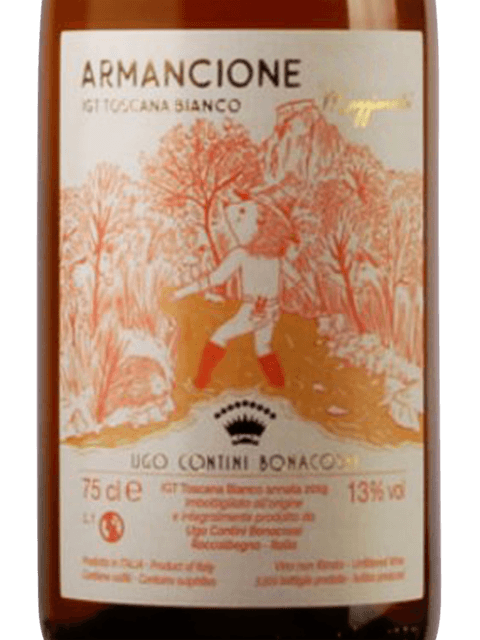 ARMANCIONE
IGT TOSCANA BIANCO
UGO CONTINI BONACOSSI
75 cl e
IGT Toscana Bianco annata 2019
13% vol
Imbottigliato all'origine
e integralmente prodotto da
Ugo Contini Bonacossi
Roccalbegna - Italia
Prodotto in ITALIA - Product of Italy
Contiene solfiti - Contains sulphites
Vino non filtrato - Unfiltered Wine